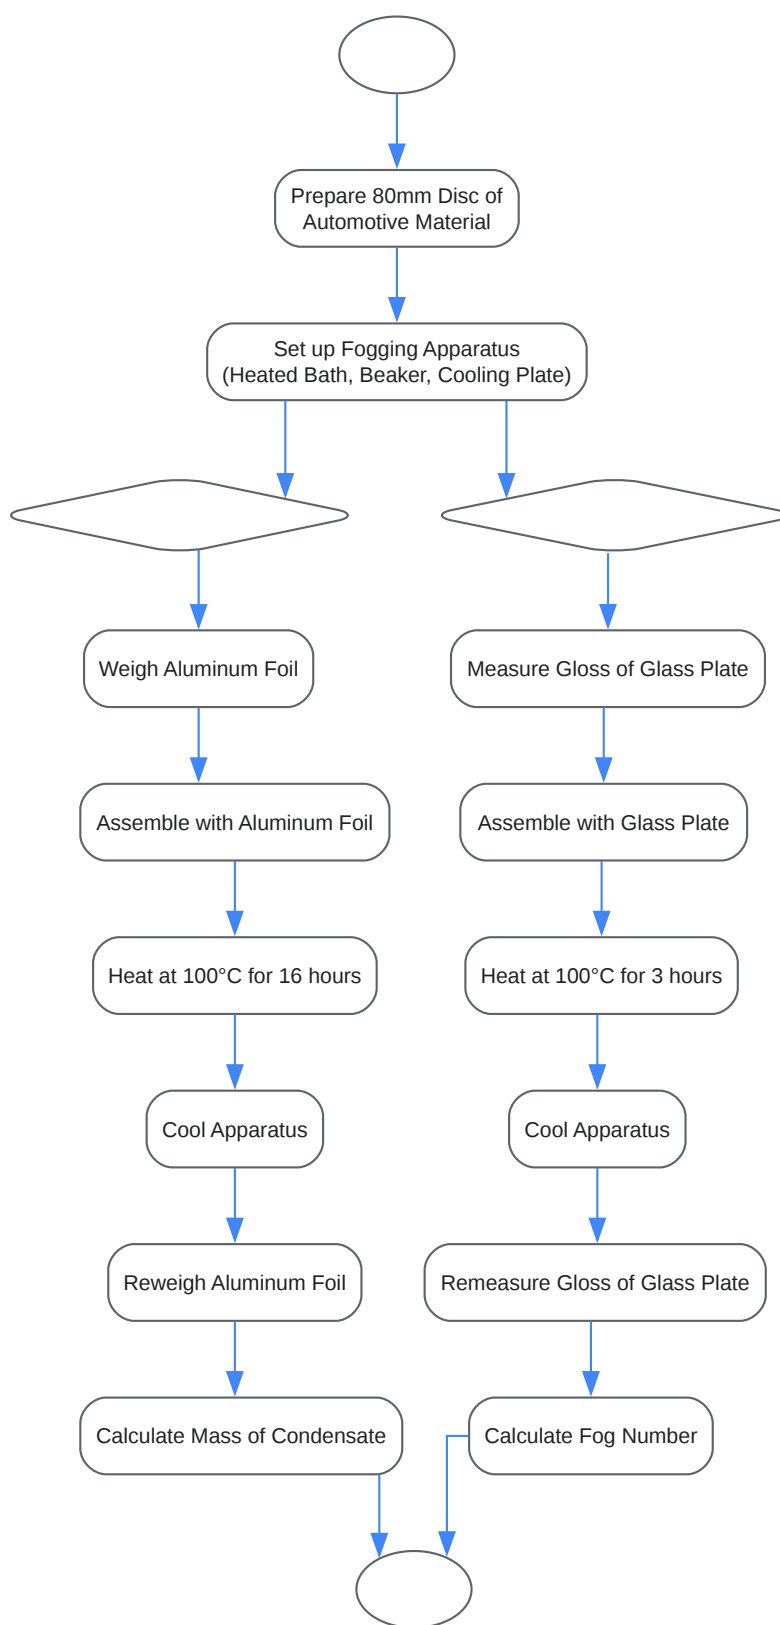 Prepare 80mm Disc of
Automotive Material
Set up Fogging Apparatus
(Heated Bath, Beaker, Cooling Plate)
Weigh Aluminum Foil
Measure Gloss of Glass Plate
Assemble with Aluminum Foil
Assemble with Glass Plate
Heat at 100°C for 16 hours
Heat at 100°C for 3 hours
Cool Apparatus
Cool Apparatus
Reweigh Aluminum Foil
Remeasure Gloss of Glass Plate
Calculate Mass of Condensate
Calculate Fog Number